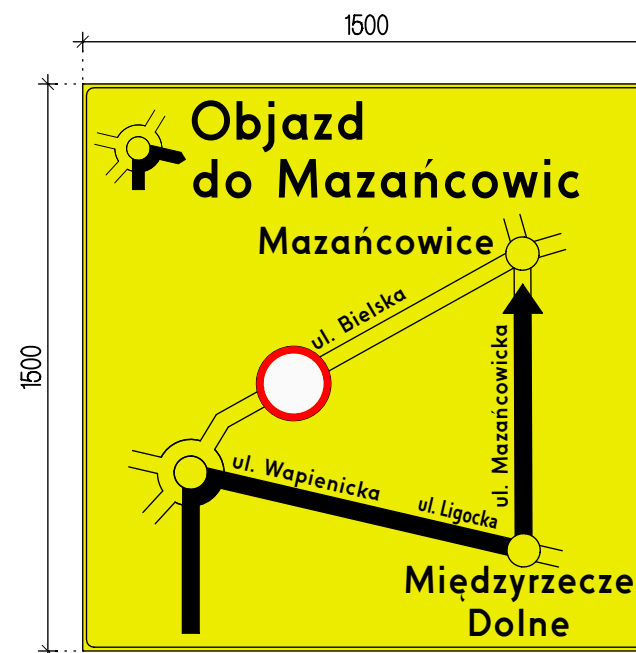 1500
1500
Objazd
do Mazańcowic
Mazańcowice
ul. Bielska
ul. Mazańcowicka
ul. Wapienicka
ul. Ligocka
Międzyrzecze
Dolne